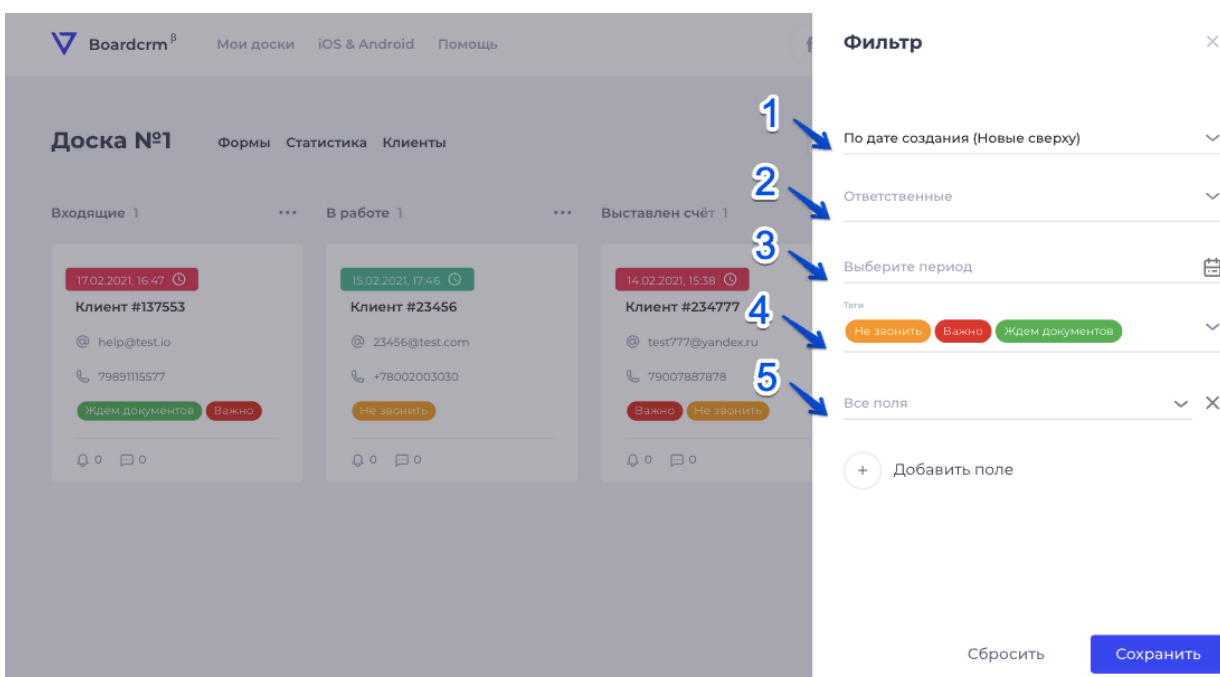 Boardcrm β Мои доски iOS & Android Помощь f
Доска №1 Формы Статистика Клиенты
Входящие 1
17.02.2021, 16:47
Клиент #137553
@ help@test.io
79891115577
Ждем документов Важно
0 0
В работе 1
15.02.2021, 17:46
Клиент #23456
@ 23456@test.com
+78002003030
Не звонить
0 0
Выставлен счёт 1
14.02.2021, 15:38
Клиент #234777
@ test777@yandex.ru
79007887878
Важно Не звонить
0 0
Фильтр
1
По дате создания (Новые сверху)
2
Ответственные
3
Выберите период
4
Теги
Не звонить Важно Ждем документов
5
Все поля
+ Добавить поле
Сбросить Сохранить